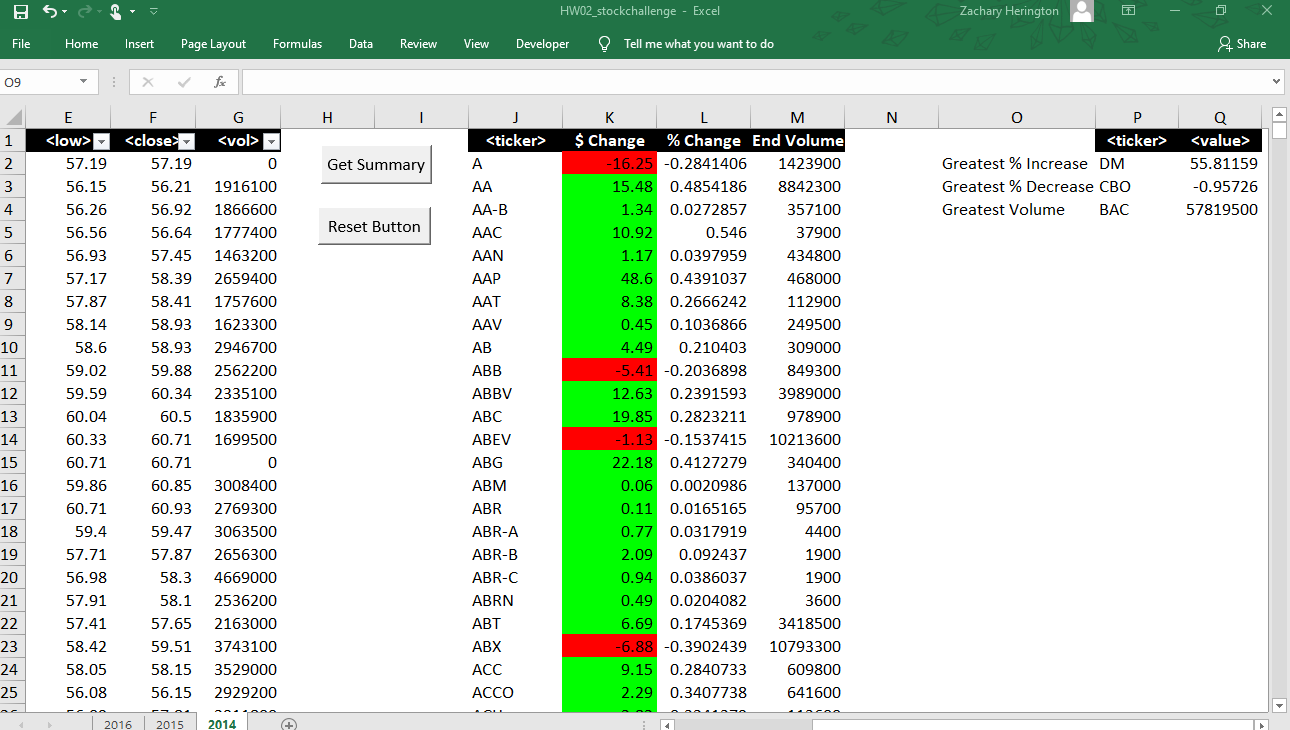 HW02_stockchallenge - Excel Zachary Herington
File Home Insert Page Layout Formulas Data Review View Developer Tell me what you want to do Share
O9 fx
E F G H I J K L M N O P Q
1 <low> <close> <vol> <ticker> $ Change % Change End Volume <ticker> <value>
2 57.19 57.19 0 A -16.25 -0.2841406 1423900 Greatest % Increase DM 55.81159
Get Summary
3 56.15 56.21 1916100 AA 15.48 0.4854186 8842300 Greatest % Decrease CBO -0.95726
4 56.26 56.92 1866600 AA-B 1.34 0.0272857 357100 Greatest Volume BAC 57819500
Reset Button
5 56.56 56.64 1777400 AAC 10.92 0.546 37900
6 56.93 57.45 1463200 AAN 1.17 0.0397959 434800
7 57.17 58.39 2659400 AAP 48.6 0.4391037 468000
8 57.87 58.41 1757600 AAT 8.38 0.2666242 112900
9 58.14 58.93 1623300 AAV 0.45 0.1036866 249500
10 58.6 58.93 2946700 AB 4.49 0.210403 309000
11 59.02 59.88 2562200 ABB -5.41 -0.2036898 849300
12 59.59 60.34 2335100 ABBV 12.63 0.2391593 3989000
13 60.04 60.5 1835900 ABC 19.85 0.2823211 978900
14 60.33 60.71 1699500 ABEV -1.13 -0.1537415 10213600
15 60.71 60.71 0 ABG 22.18 0.4127279 340400
16 59.86 60.85 3008400 ABM 0.06 0.0020986 137000
17 60.71 60.93 2769300 ABR 0.11 0.0165165 95700
18 59.4 59.47 3063500 ABR-A 0.77 0.0317919 4400
19 57.71 57.87 2656300 ABR-B 2.09 0.092437 1900
20 56.98 58.3 4669000 ABR-C 0.94 0.0386037 1900
21 57.91 58.1 2536200 ABRN 0.49 0.0204082 3600
22 57.41 57.65 2163000 ABT 6.69 0.1745369 3418500
23 58.42 59.51 3743100 ABX -6.88 -0.3902439 10793300
24 58.05 58.15 3529000 ACC 9.15 0.2840733 609800
25 56.08 56.15 2929200 ACCO 2.29 0.3407738 641600
2016 2015 2014